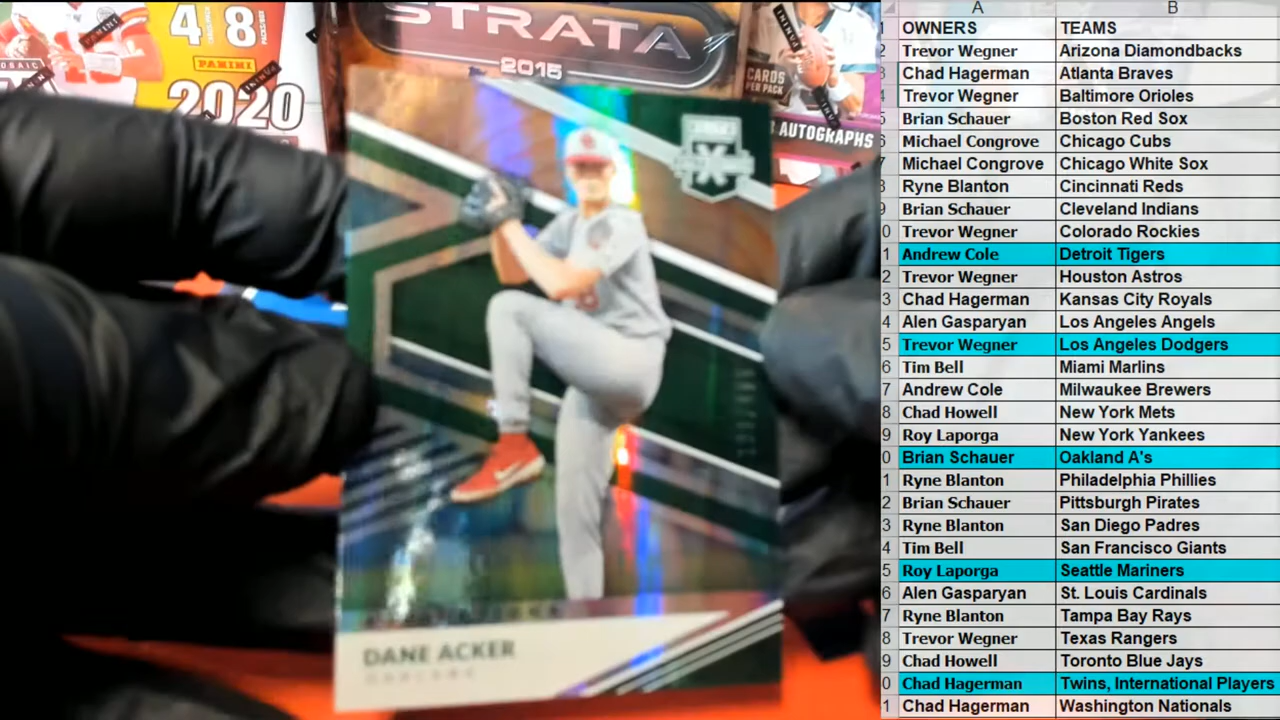 MOSAIC
4
8
CARDS PER PACK
PACKS/BOX
PANINI
2020
STRATA
2015
CARDS
PER PACK
AUTOGRAPHS
DANE ACKER
A B
OWNERS TEAMS
Trevor Wegner Arizona Diamondbacks
Chad Hagerman Atlanta Braves
Trevor Wegner Baltimore Orioles
Brian Schauer Boston Red Sox
Michael Congrove Chicago Cubs
Michael Congrove Chicago White Sox
Ryne Blanton Cincinnati Reds
Brian Schauer Cleveland Indians
Trevor Wegner Colorado Rockies
Andrew Cole Detroit Tigers
Trevor Wegner Houston Astros
Chad Hagerman Kansas City Royals
Alen Gasparyan Los Angeles Angels
Trevor Wegner Los Angeles Dodgers
Tim Bell Miami Marlins
Andrew Cole Milwaukee Brewers
Chad Howell New York Mets
Roy Laporga New York Yankees
Brian Schauer Oakland A's
Ryne Blanton Philadelphia Phillies
Brian Schauer Pittsburgh Pirates
Ryne Blanton San Diego Padres
Tim Bell San Francisco Giants
Roy Laporga Seattle Mariners
Alen Gasparyan St. Louis Cardinals
Ryne Blanton Tampa Bay Rays
Trevor Wegner Texas Rangers
Chad Howell Toronto Blue Jays
Chad Hagerman Twins, International Players
Chad Hagerman Washington Nationals